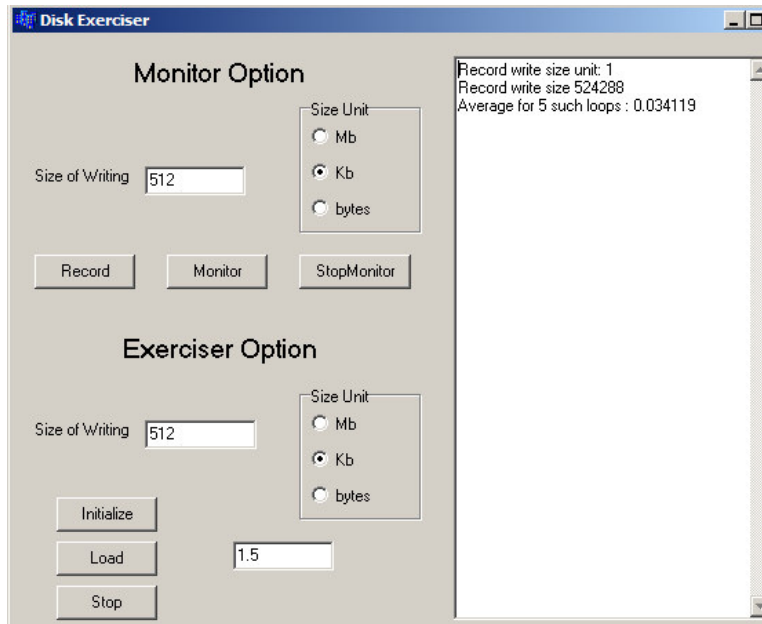 Disk Exerciser
Monitor Option
Size Unit
Mb
Size of Writing 512
Kb
bytes
Record Monitor StopMonitor
Exerciser Option
Size Unit
Mb
Size of Writing 512
Kb
bytes
Initialize
Load 1.5
Stop
Record write size unit: 1
Record write size 524288
Average for 5 such loops : 0.034119